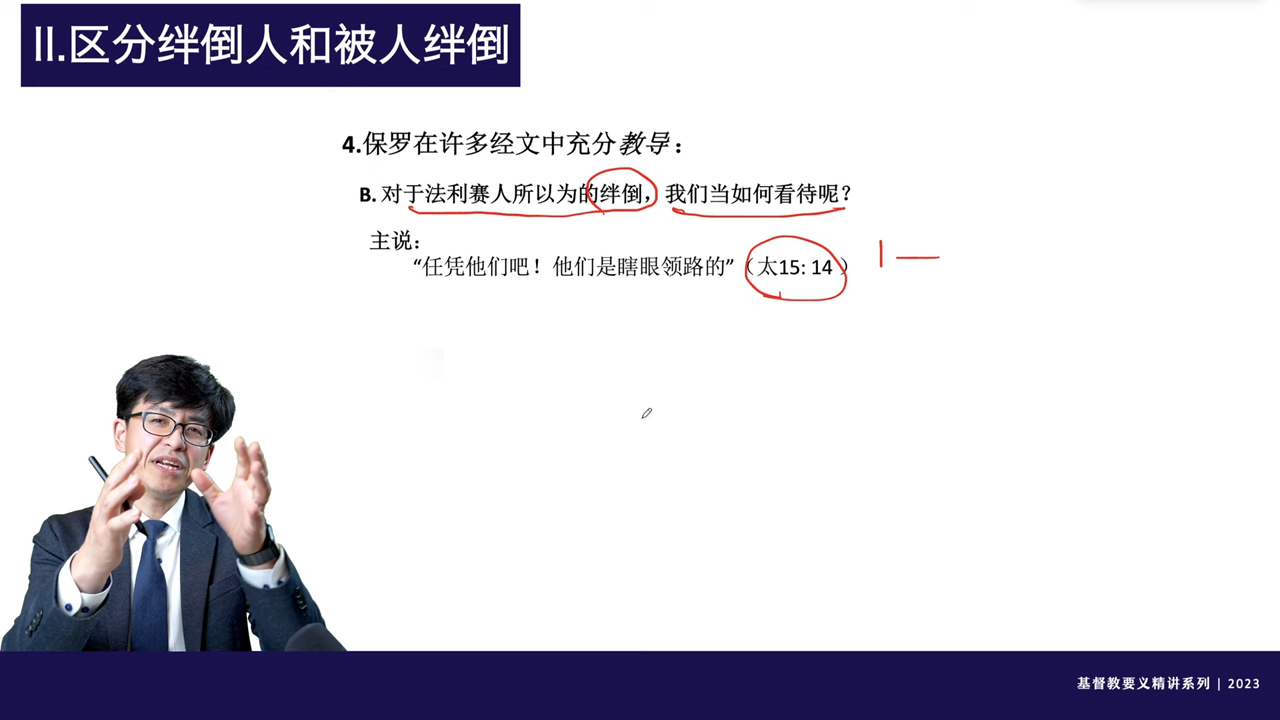 II.区分绊倒人和被人绊倒
4.保罗在许多经文中充分教导：
B. 对于法利赛人所以为的绊倒，我们当如何看待呢？
主说：
“任凭他们吧！他们是瞎眼领路的”（太15: 14 ）
基督教要义精讲系列 | 2023